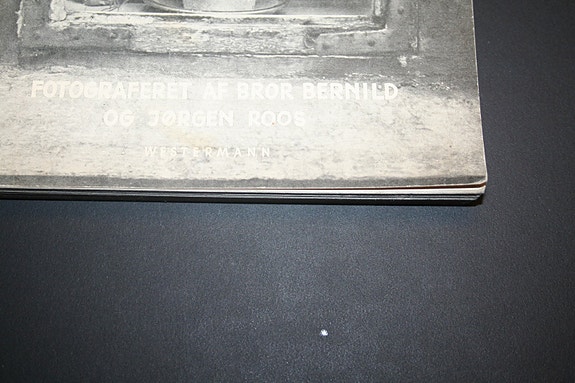 FOTOGRAFERET AF BROR BERNILD
OG JØRGEN ROOS
WESTERMANN